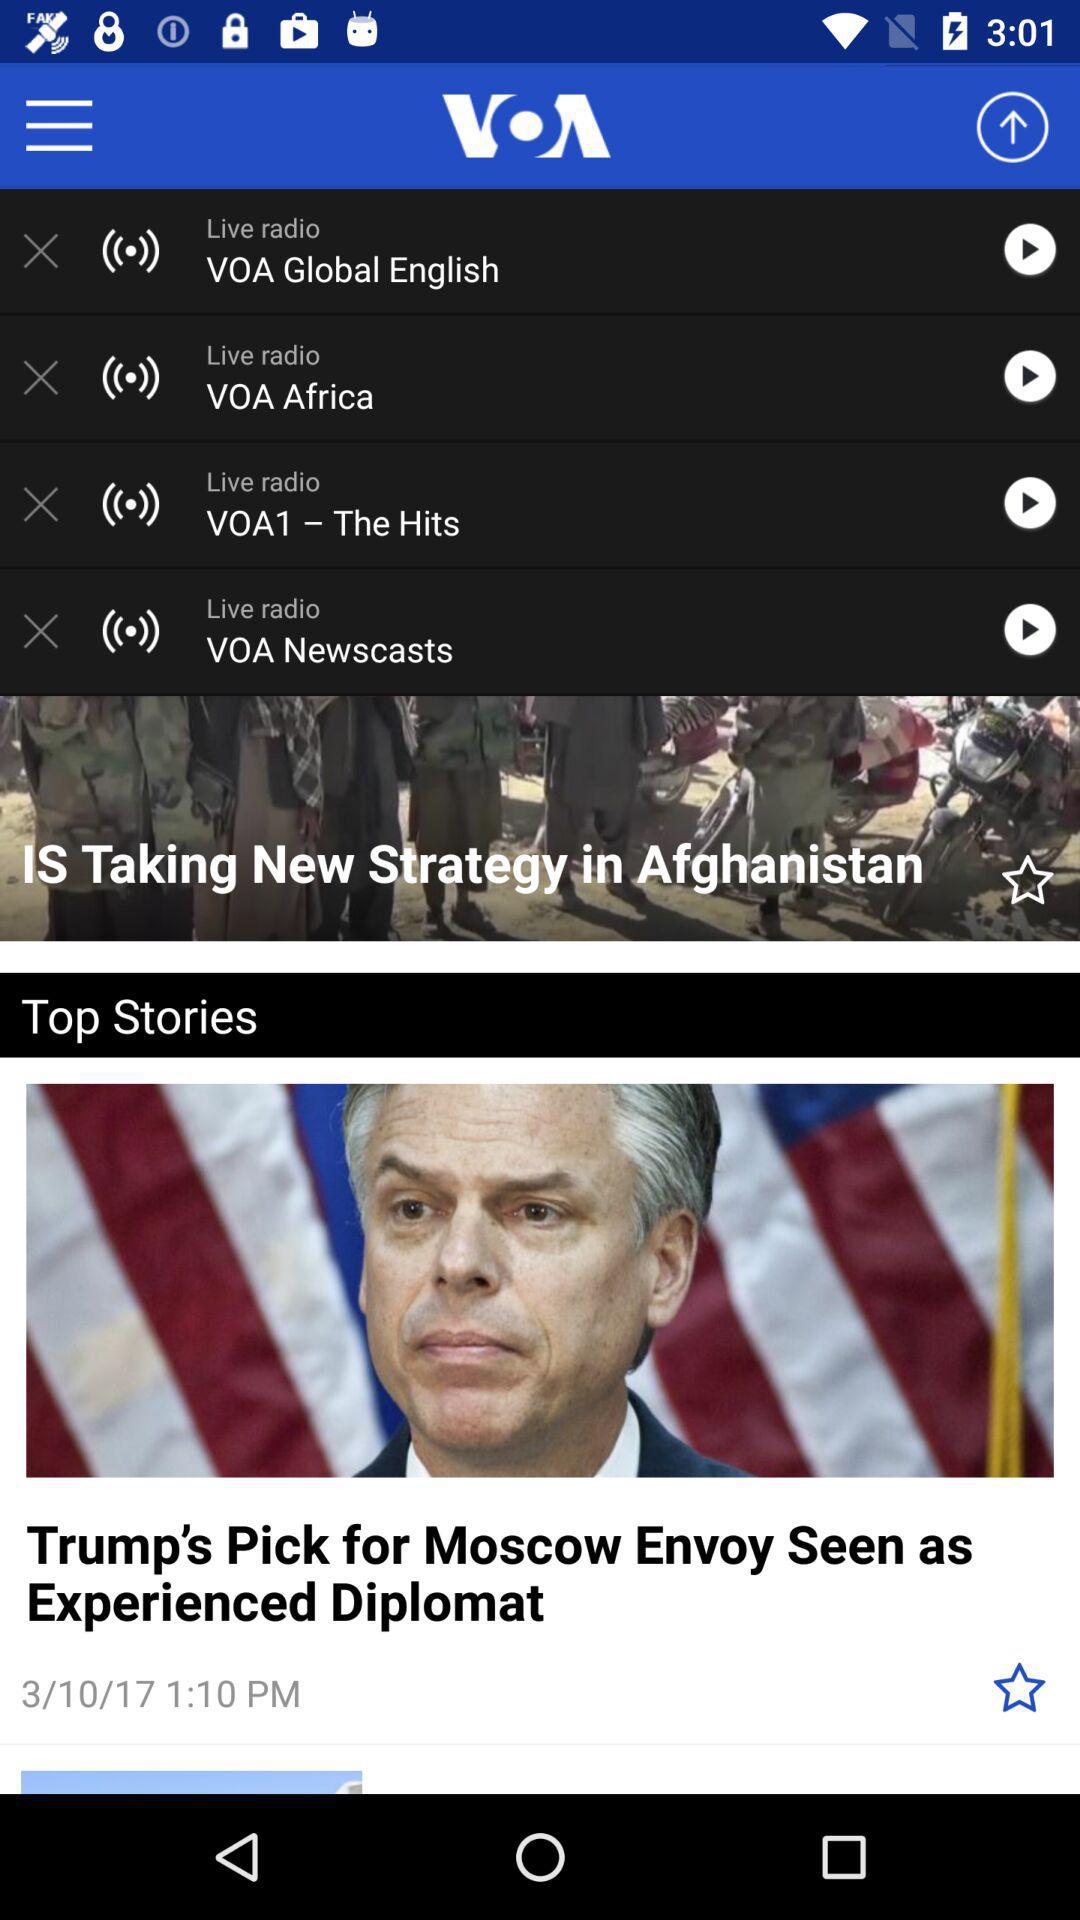 FAKE
3:01
VOA
Live radio
VOA Global English
Live radio
VOA Africa
Live radio
VOA1 – The Hits
Live radio
VOA Newscasts
IS Taking New Strategy in Afghanistan
VOA
Top Stories
Trump’s Pick for Moscow Envoy Seen as
Experienced Diplomat
3/10/17 1:10 PM